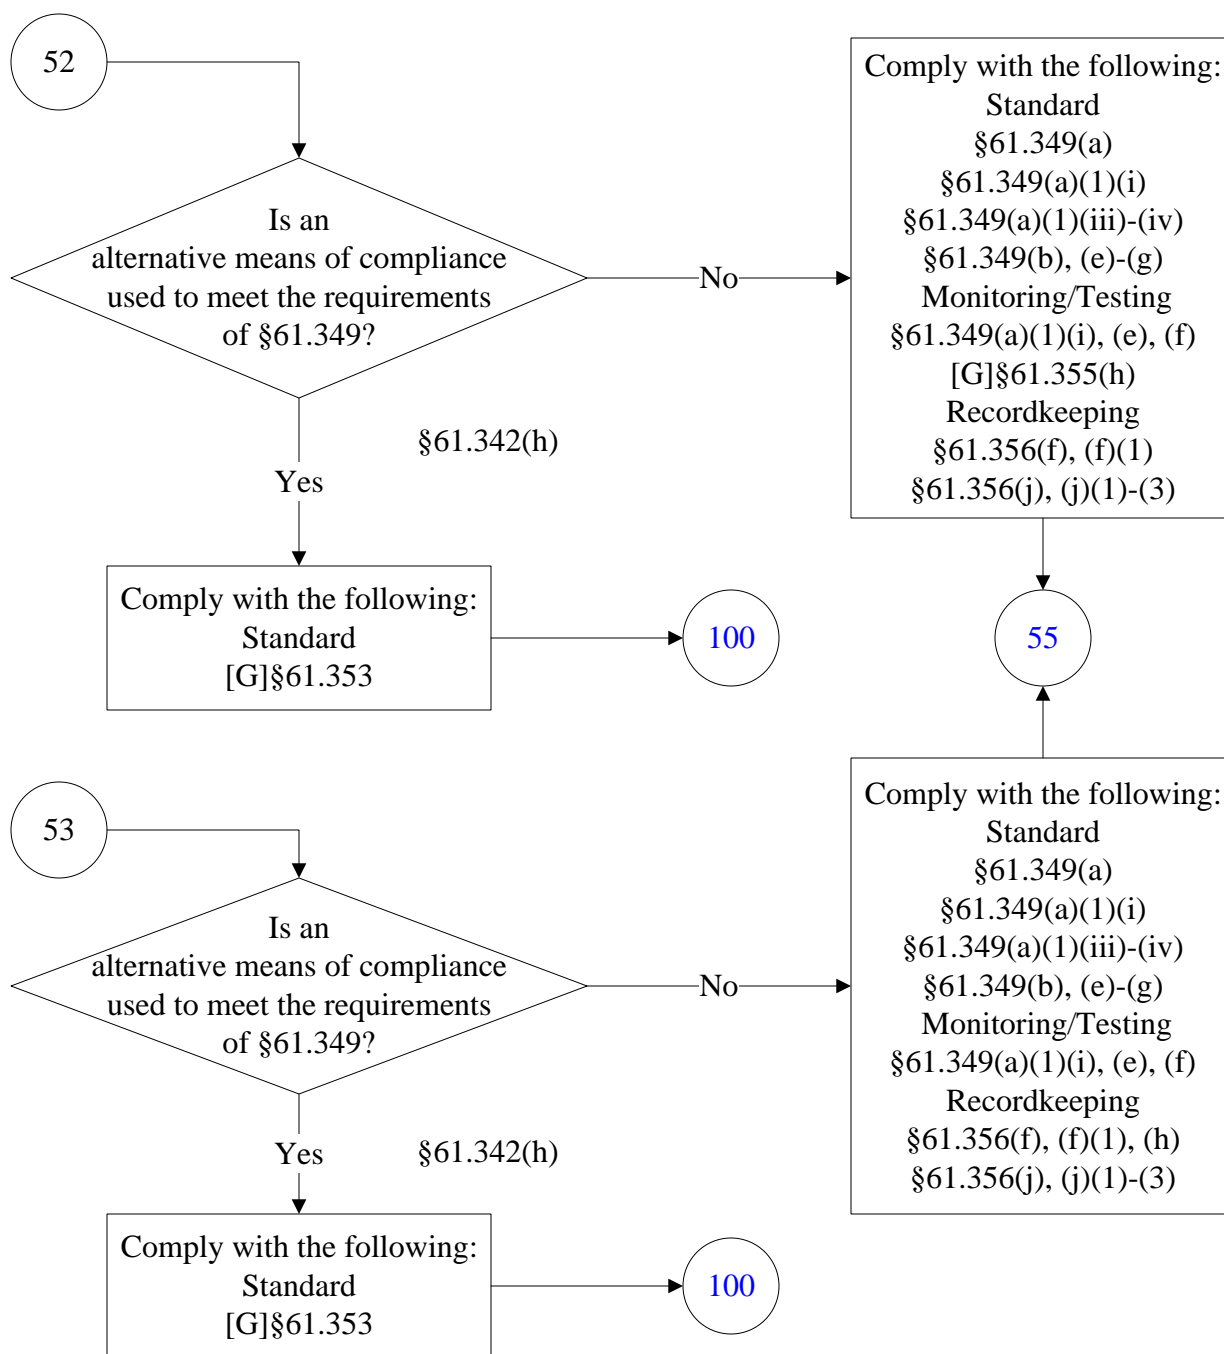 52
Is an
alternative means of compliance
used to meet the requirements
of §61.349?
No
Comply with the following:
Standard
§61.349(a)
§61.349(a)(1)(i)
§61.349(a)(1)(iii)-(iv)
§61.349(b), (e)-(g)
Monitoring/Testing
§61.349(a)(1)(i), (e), (f)
[G]§61.355(h)
Recordkeeping
§61.356(f), (f)(1)
§61.356(j), (j)(1)-(3)
§61.342(h)
Yes
Comply with the following:
Standard
[G]§61.353
100
55
53
Is an
alternative means of compliance
used to meet the requirements
of §61.349?
No
Comply with the following:
Standard
§61.349(a)
§61.349(a)(1)(i)
§61.349(a)(1)(iii)-(iv)
§61.349(b), (e)-(g)
Monitoring/Testing
§61.349(a)(1)(i), (e), (f)
Recordkeeping
§61.356(f), (f)(1), (h)
§61.356(j), (j)(1)-(3)
Yes
§61.342(h)
Comply with the following:
Standard
[G]§61.353
100